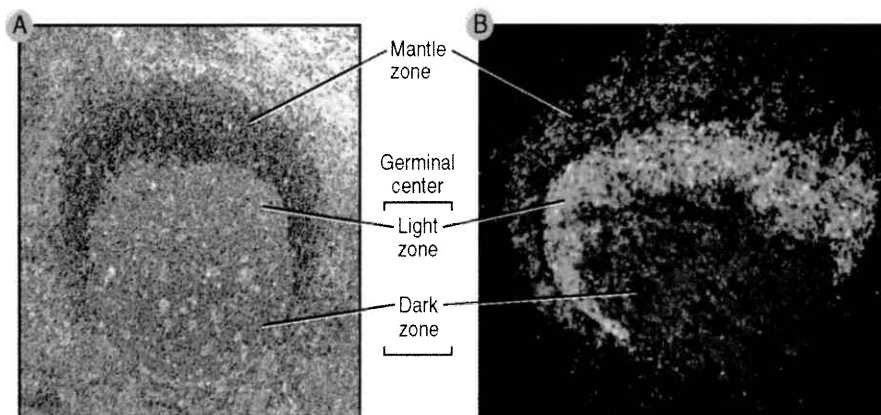 A
B
Mantle
zone
Germinal
center
Light
zone
Dark
zone